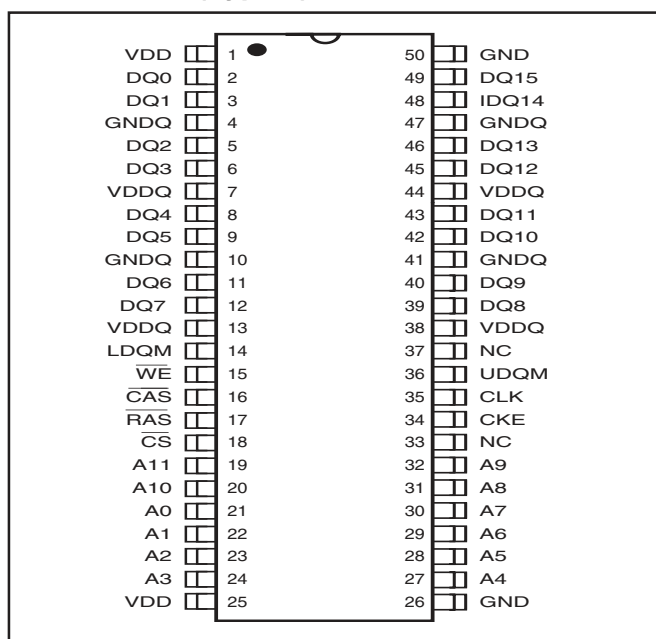 VDD 1 50 GND
DQ0 2 49 DQ15
DQ1 3 48 IDQ14
GNDQ 4 47 GNDQ
DQ2 5 46 DQ13
DQ3 6 45 DQ12
VDDQ 7 44 VDDQ
DQ4 8 43 DQ11
DQ5 9 42 DQ10
GNDQ 10 41 GNDQ
DQ6 11 40 DQ9
DQ7 12 39 DQ8
VDDQ 13 38 VDDQ
LDQM 14 37 NC
W̅E̅ 15 36 UDQM
C̅A̅S̅ 16 35 CLK
R̅A̅S̅ 17 34 CKE
C̅S̅ 18 33 NC
A11 19 32 A9
A10 20 31 A8
A0 21 30 A7
A1 22 29 A6
A2 23 28 A5
A3 24 27 A4
VDD 25 26 GND